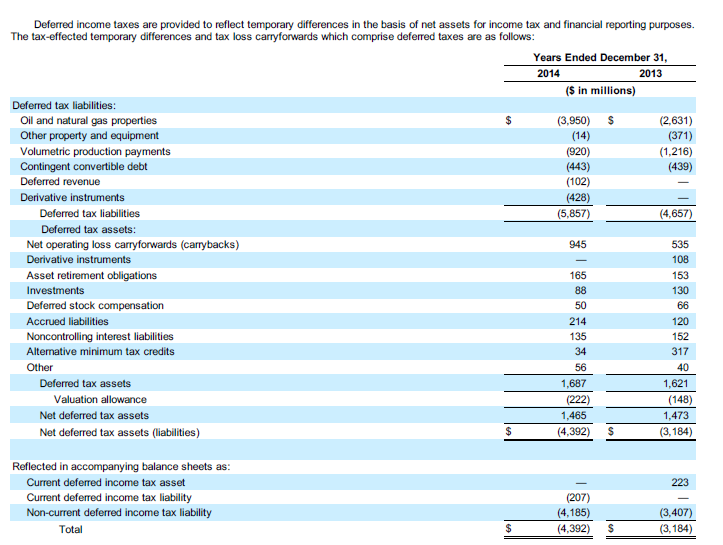 Deferred income taxes are provided to reflect temporary differences in the basis of net assets for income tax and financial reporting purposes.
The tax-effected temporary differences and tax loss carryforwards which comprise deferred taxes are as follows:
Years Ended December 31,
2014 2013
($ in millions)
Deferred tax liabilities:
Oil and natural gas properties $ (3,950) $ (2,631)
Other property and equipment (14) (371)
Volumetric production payments (920) (1,216)
Contingent convertible debt (443) (439)
Deferred revenue (102) —
Derivative instruments (428) —
Deferred tax liabilities (5,857) (4,657)
Deferred tax assets:
Net operating loss carryforwards (carrybacks) 945 535
Derivative instruments — 108
Asset retirement obligations 165 153
Investments 88 130
Deferred stock compensation 50 66
Accrued liabilities 214 120
Noncontrolling interest liabilities 135 152
Alternative minimum tax credits 34 317
Other 56 40
Deferred tax assets 1,687 1,621
Valuation allowance (222) (148)
Net deferred tax assets 1,465 1,473
Net deferred tax assets (liabilities) $ (4,392) $ (3,184)
Reflected in accompanying balance sheets as:
Current deferred income tax asset — 223
Current deferred income tax liability (207) —
Non-current deferred income tax liability (4,185) (3,407)
Total $ (4,392) $ (3,184)